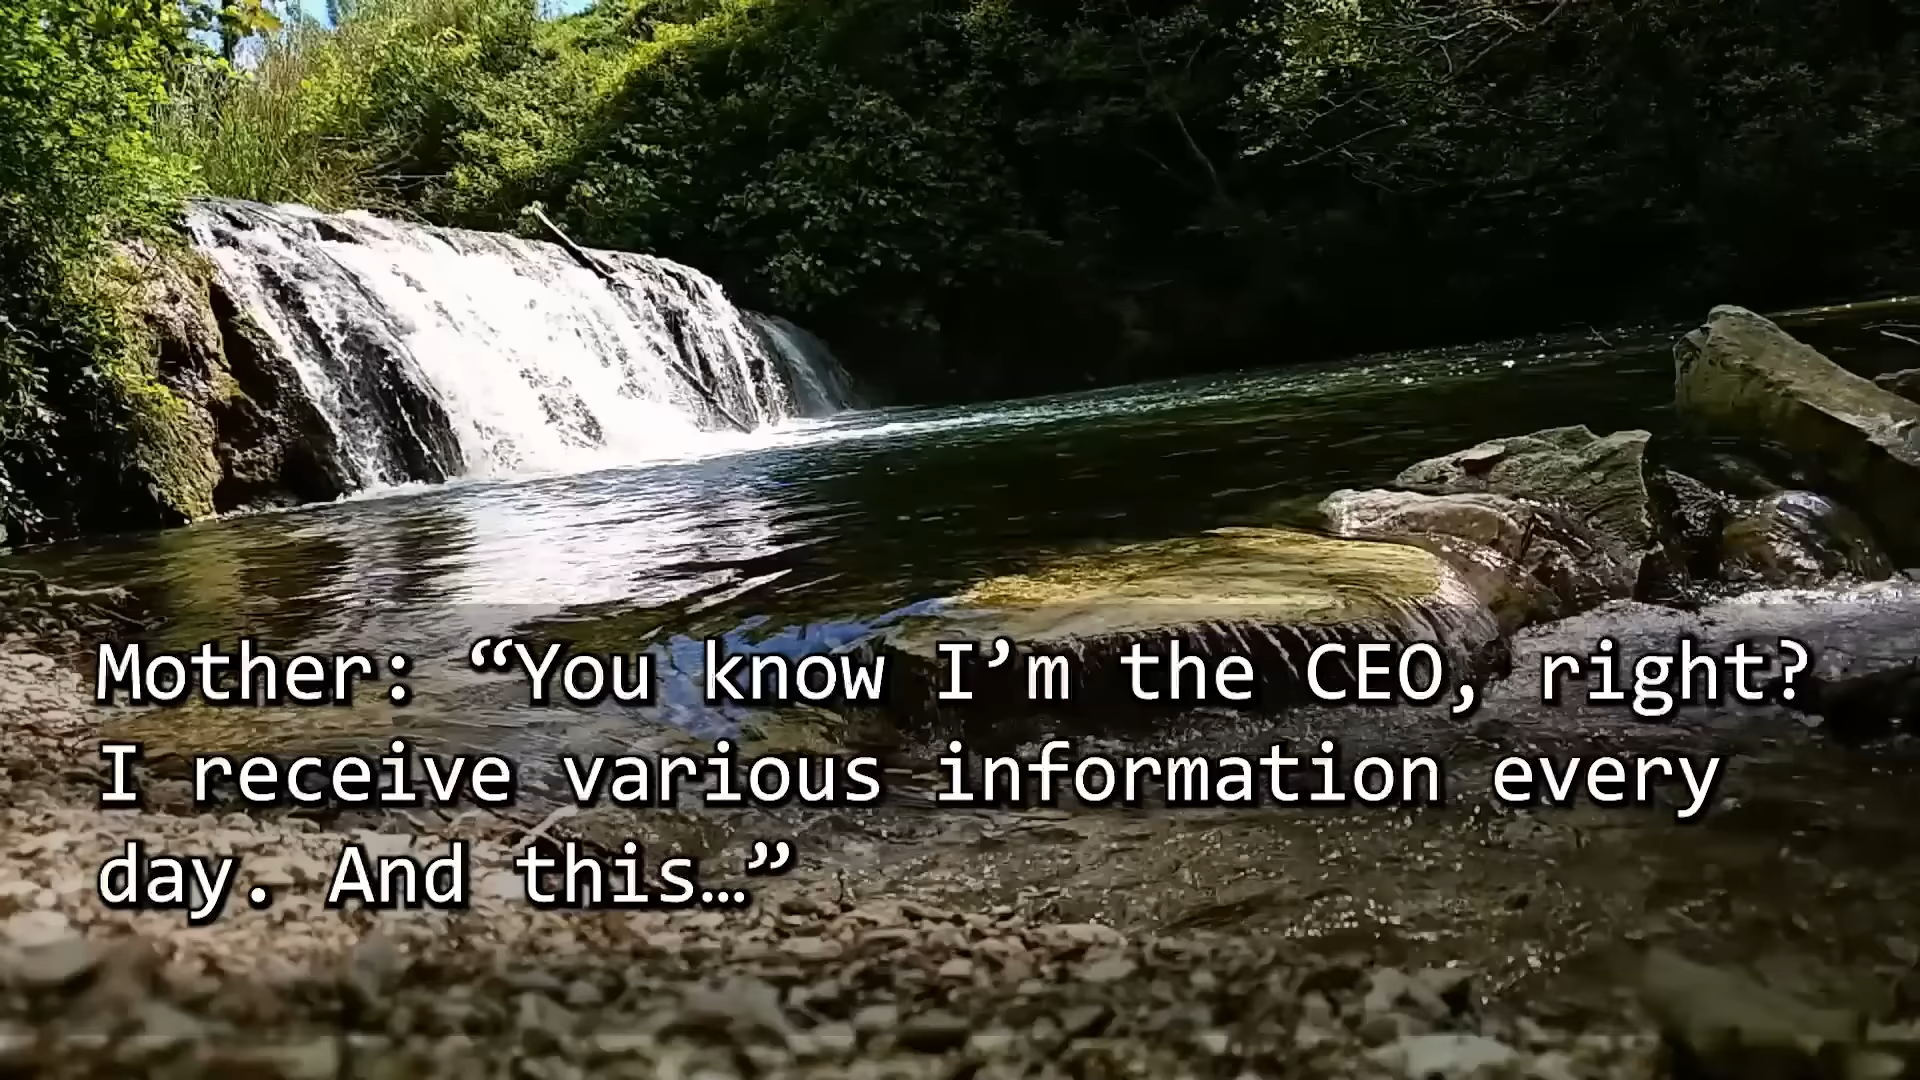 Mother: “You know I’m the CEO, right?
I receive various information every
day. And this…”